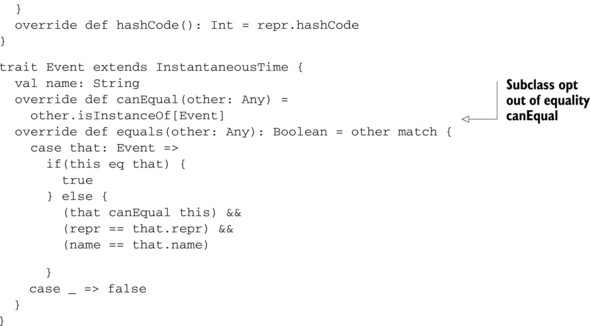 }
  override def hashCode(): Int = repr.hashCode
}
trait Event extends InstantaneousTime {
  val name: String
  override def canEqual(other: Any) =
    other.isInstanceOf[Event]
  override def equals(other: Any): Boolean = other match {
    case that: Event =>
      if(this eq that) {
        true
      } else {
        (that canEqual this) &&
        (repr == that.repr) &&
        (name == that.name)
      }
    case _ => false
  }
}
Subclass opt
out of equality
canEqual